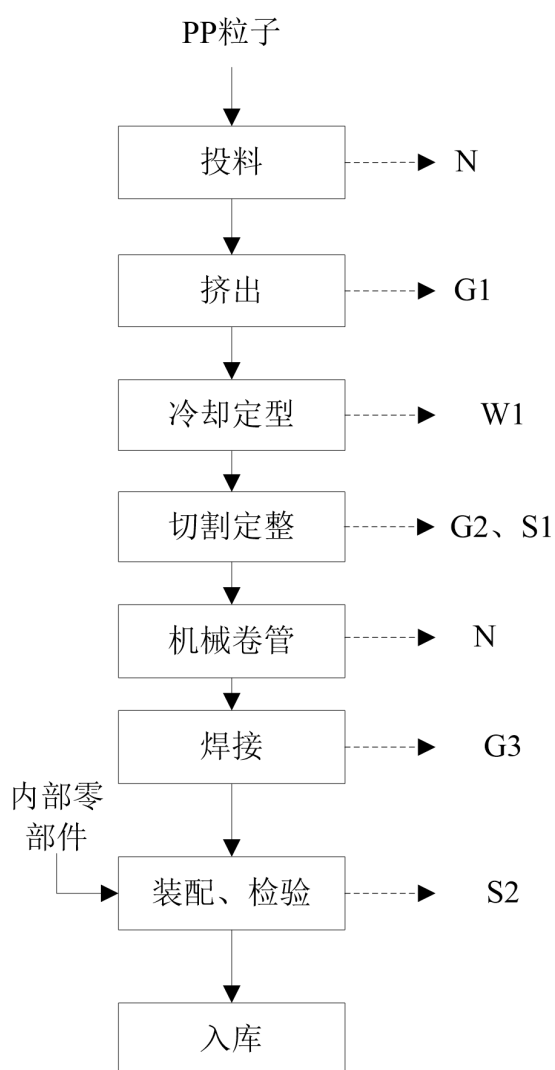 PP粒子
投料
N
挤出
G1
冷却定型
W1
切割定整
G2、S1
机械卷管
N
焊接
G3
内部零
部件
装配、检验
S2
入库